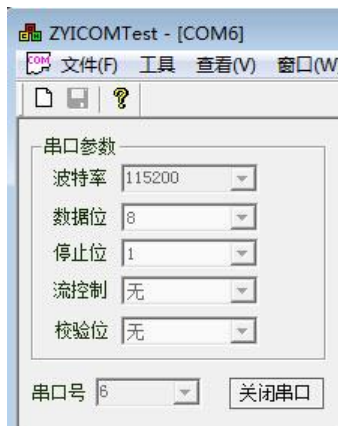 ZYICOMTest - [COM6]
COM 文件(F) 工具 查看(V) 窗口(W
?
串口参数
波特率 115200
数据位 8
停止位 1
流控制 无
校验位 无
串口号 6 关闭串口